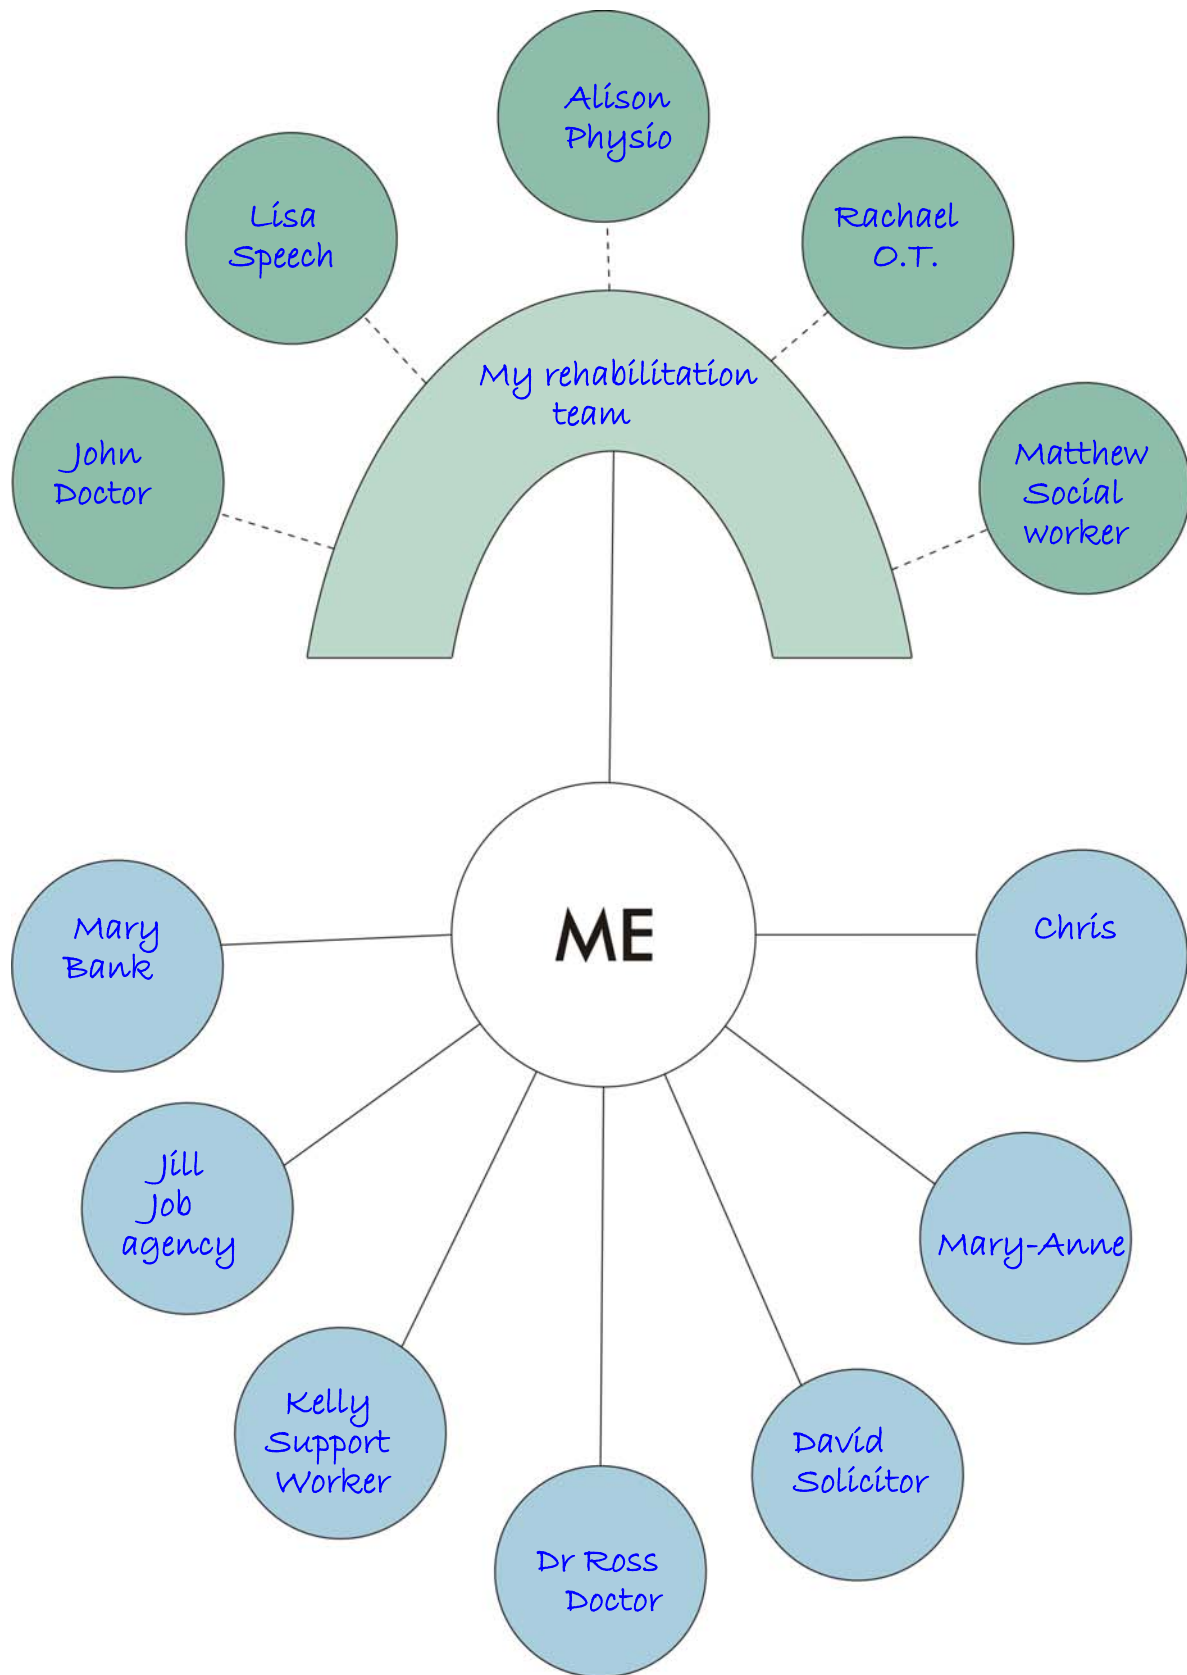 Alison
Physio
Lisa
Speech
Rachael
O.T.
My rehabilitation
team
John
Doctor
Matthew
Social
worker
ME
Mary
Bank
Chris
Jill
Job
agency
Mary-Anne
Kelly
Support
Worker
David
Solicitor
Dr Ross
Doctor